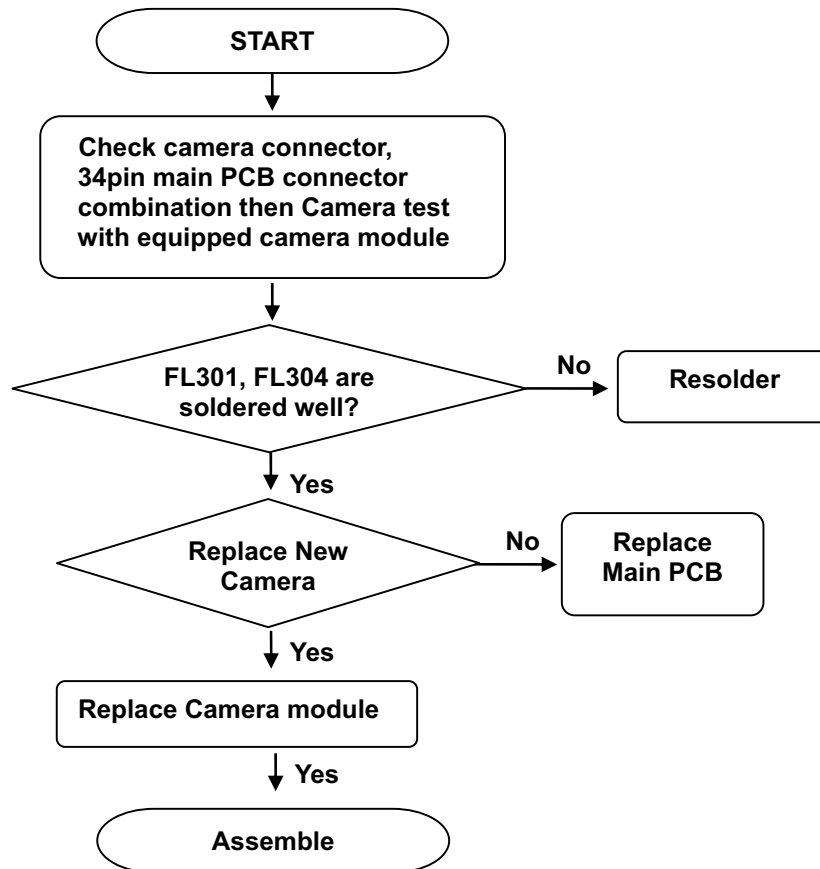 START
Check camera connector,
34pin main PCB connector
combination then Camera test
with equipped camera module
FL301, FL304 are
soldered well?
No
Resolder
Yes
Replace New
Camera
No
Replace
Main PCB
Yes
Replace Camera module
Yes
Assemble